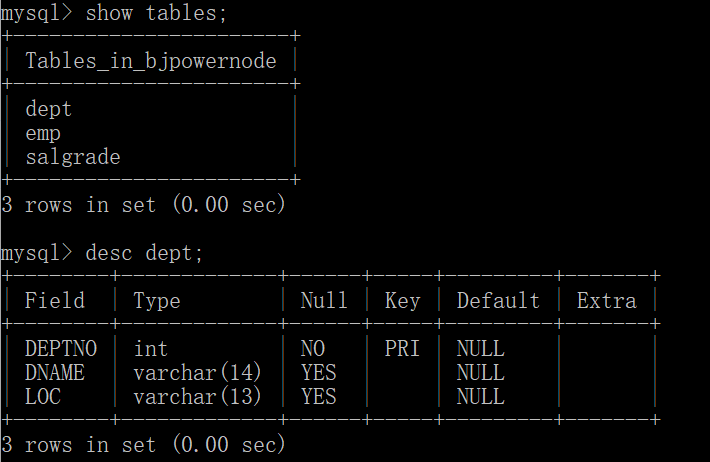 mysql> show tables;
+------------------------+
| Tables_in_bjpowernode |
+------------------------+
| dept |
| emp |
| salgrade |
+------------------------+
3 rows in set (0.00 sec)
mysql> desc dept;
+--------+-------------+------+-----+---------+-------+
| Field | Type | Null | Key | Default | Extra |
+--------+-------------+------+-----+---------+-------+
| DEPTNO | int | NO | PRI | NULL | |
| DNAME | varchar(14) | YES | | NULL | |
| LOC | varchar(13) | YES | | NULL | |
+--------+-------------+------+-----+---------+-------+
3 rows in set (0.00 sec)